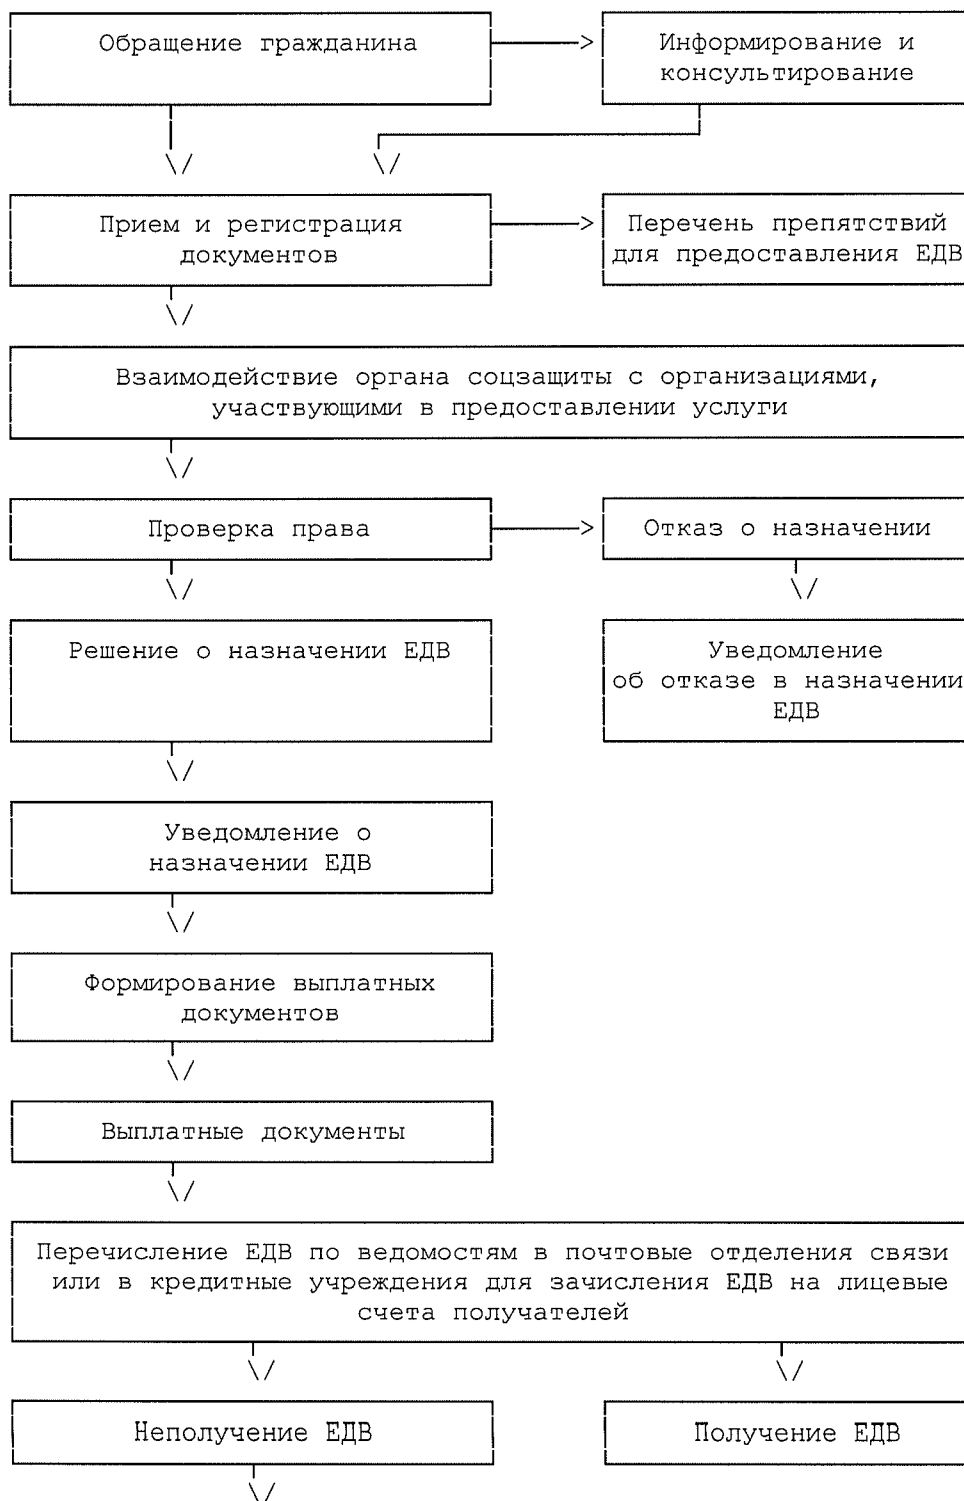 Обращение гражданина
Информирование и
консультирование
Прием и регистрация
документов
Перечень препятствий
для предоставления ЕДВ
Взаимодействие органа соцзащиты с организациями,
участвующими в предоставлении услуги
Проверка права
Отказ о назначении
Решение о назначении ЕДВ
Уведомление
об отказе в назначении
ЕДВ
Уведомление о
назначении ЕДВ
Формирование выплатных
документов
Выплатные документы
Перечисление ЕДВ по ведомостям в почтовые отделения связи
или в кредитные учреждения для зачисления ЕДВ на лицевые
счета получателей
Неполучение ЕДВ
Получение ЕДВ